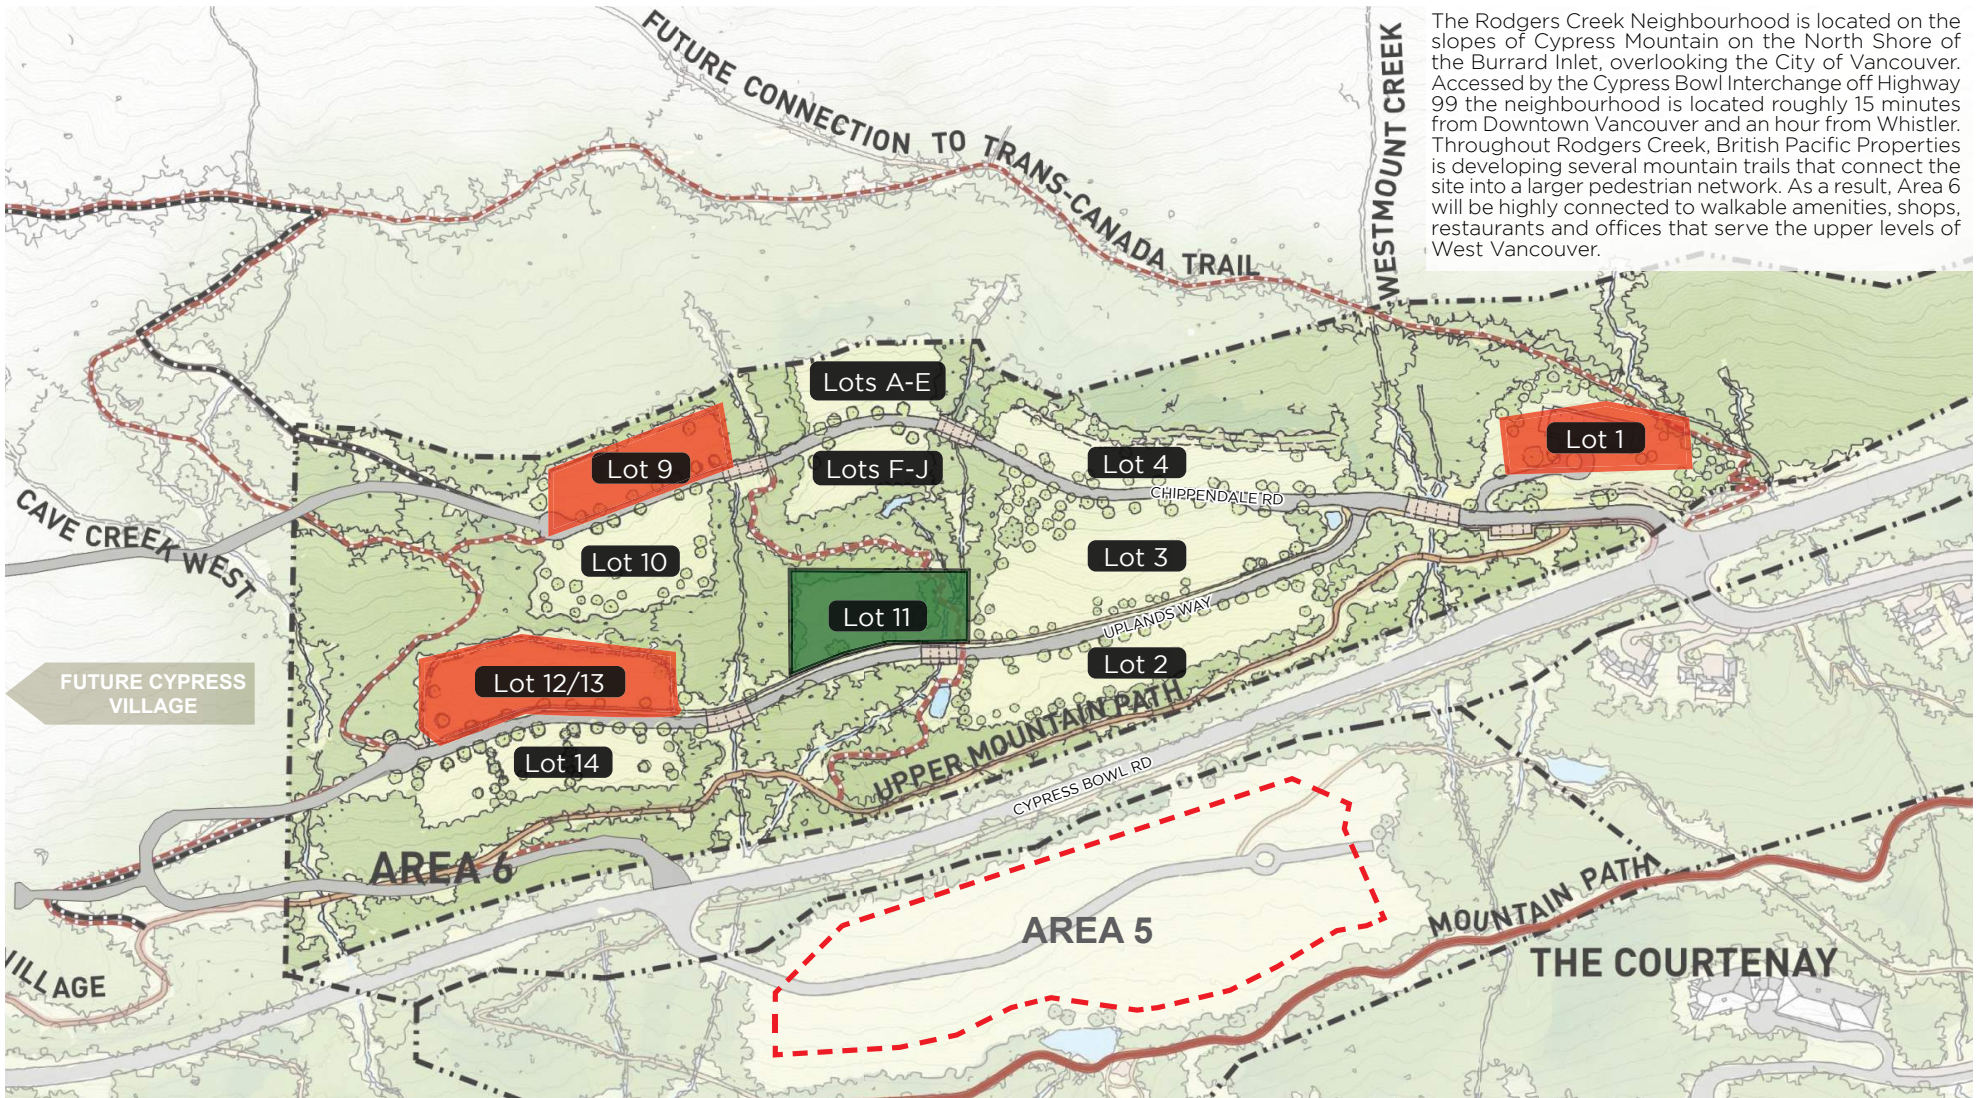 The Rodgers Creek Neighbourhood is located on the
slopes of Cypress Mountain on the North Shore of
the Burrard Inlet, overlooking the City of Vancouver.
Accessed by the Cypress Bowl Interchange off Highway
99 the neighbourhood is located roughly 15 minutes
from Downtown Vancouver and an hour from Whistler.
Throughout Rodgers Creek, British Pacific Properties
is developing several mountain trails that connect the
site into a larger pedestrian network. As a result, Area 6
will be highly connected to walkable amenities, shops,
restaurants and offices that serve the upper levels of
West Vancouver.
FUTURE CONNECTION TO TRANS-CANADA TRAIL
WESTMOUNT CREEK
Lots A-E
Lot 9
Lots F-J
Lot 4
Lot 1
CHIPPENDALE RD
CAVE CREEK WEST
Lot 10
Lot 3
Lot 11
UPLANDS WAY
Lot 2
FUTURE CYPRESS
VILLAGE
Lot 12/13
Lot 14
UPPER MOUNTAIN PATH
CYPRESS BOWL RD
AREA 6
AREA 5
MOUNTAIN PATH
THE COURTENAY
VILLAGE